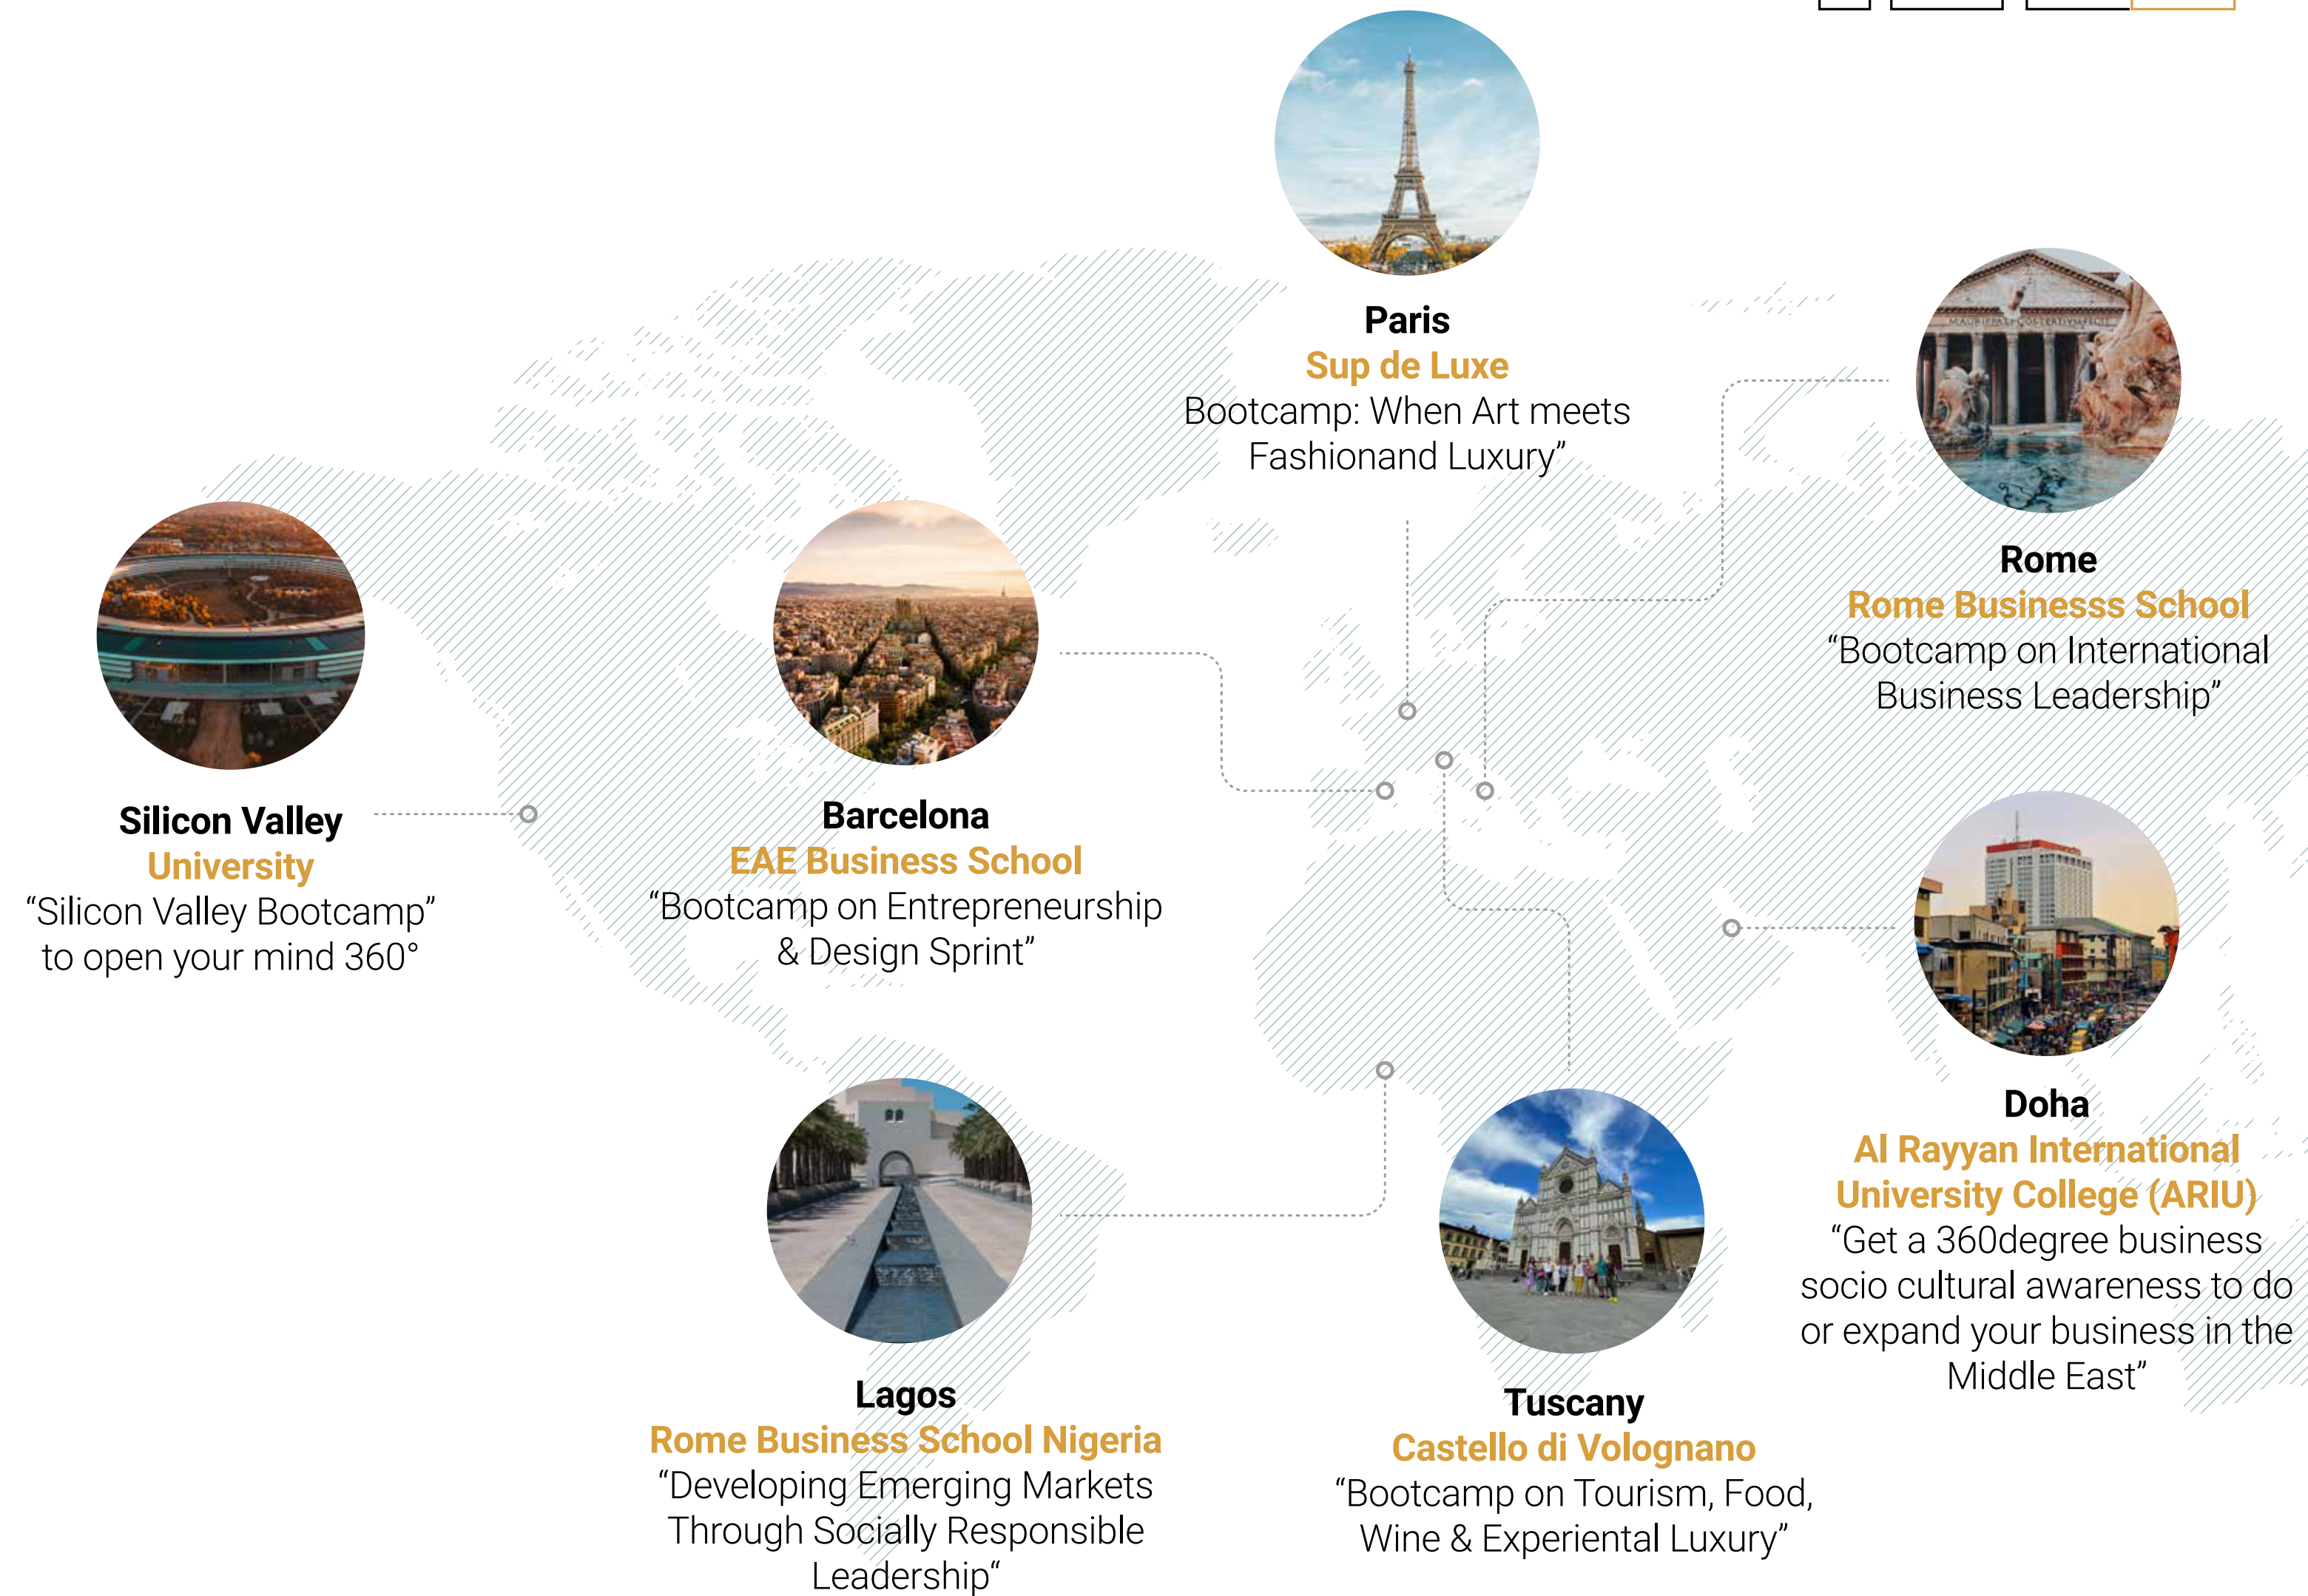 Paris
Sup de Luxe
Bootcamp: When Art meets
Fashionand Luxury”
Rome
Rome Businesss School
“Bootcamp on International
Business Leadership”
Silicon Valley
University
“Silicon Valley Bootcamp”
to open your mind 360°
Barcelona
EAE Business School
“Bootcamp on Entrepreneurship
& Design Sprint”
Doha
Al Rayyan International
University College (ARIU)
“Get a 360degree business
socio cultural awareness to do
or expand your business in the
Middle East”
Lagos
Rome Business School Nigeria
“Developing Emerging Markets
Through Socially Responsible
Leadership“
Tuscany
Castello di Volognano
“Bootcamp on Tourism, Food,
Wine & Experiental Luxury”